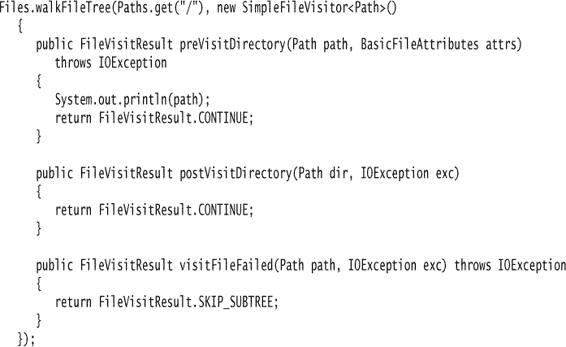 Files.walkFileTree(Paths.get("/"), new SimpleFileVisitor<Path>()
{
public FileVisitResult preVisitDirectory(Path path, BasicFileAttributes attrs)
throws IOException
{
System.out.println(path);
return FileVisitResult.CONTINUE;
}
public FileVisitResult postVisitDirectory(Path dir, IOException exc)
{
return FileVisitResult.CONTINUE;
}
public FileVisitResult visitFileFailed(Path path, IOException exc) throws IOException
{
return FileVisitResult.SKIP_SUBTREE;
}
});